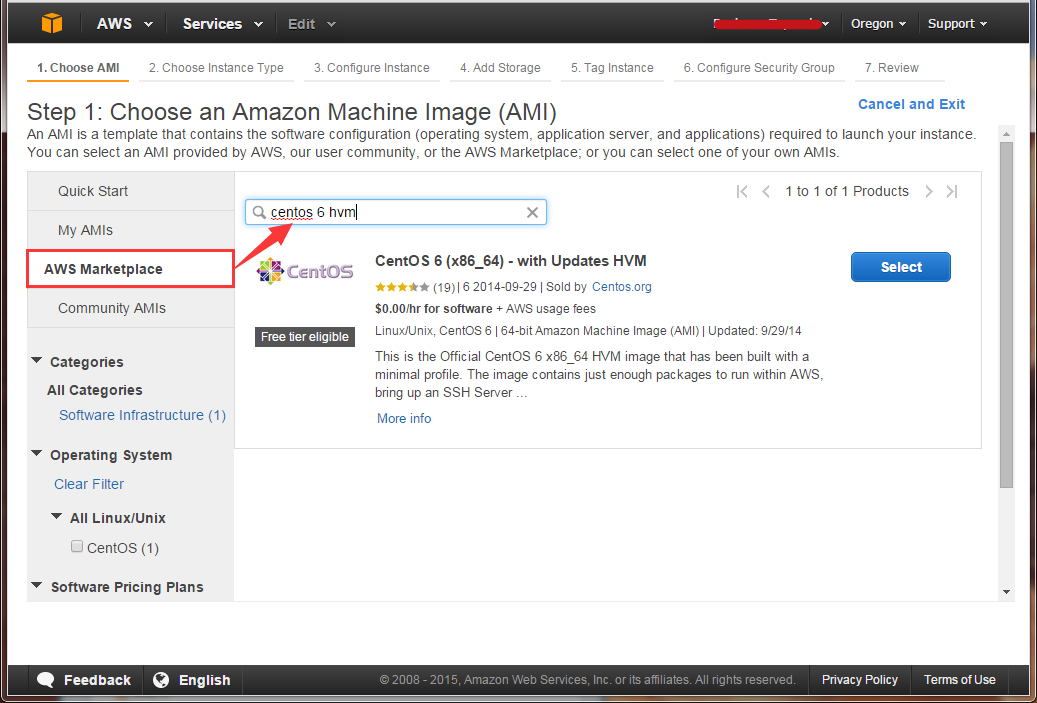 AWS Services Edit Oregon Support
1. Choose AMI 2. Choose Instance Type 3. Configure Instance 4. Add Storage 5. Tag Instance 6. Configure Security Group 7. Review
Step 1: Choose an Amazon Machine Image (AMI)
Cancel and Exit
An AMI is a template that contains the software configuration (operating system, application server, and applications) required to launch your instance.
You can select an AMI provided by AWS, our user community, or the AWS Marketplace; or you can select one of your own AMIs.
Quick Start
My AMIs
AWS Marketplace
Community AMIs
Categories
All Categories
Software Infrastructure (1)
Operating System
Clear Filter
All Linux/Unix
CentOS (1)
Software Pricing Plans
1 to 1 of 1 Products
centos 6 hvm
CentOS
Free tier eligible
CentOS 6 (x86_64) - with Updates HVM
(19) | 6 2014-09-29 | Sold by Centos.org
$0.00/hr for software + AWS usage fees
Linux/Unix, CentOS 6 | 64-bit Amazon Machine Image (AMI) | Updated: 9/29/14
This is the Official CentOS 6 x86_64 HVM image that has been built with a
minimal profile. The image contains just enough packages to run within AWS,
bring up an SSH Server ...
More info
Select
Feedback English © 2008 - 2015, Amazon Web Services, Inc. or its affiliates. All rights reserved. Privacy Policy Terms of Use